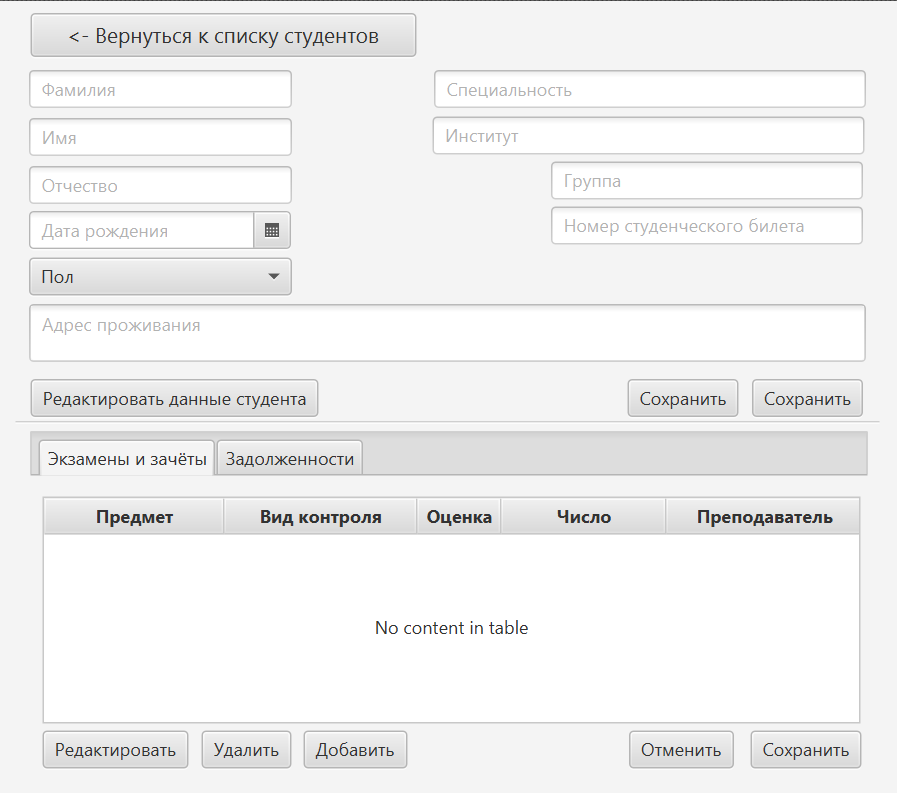 <- Вернуться к списку студентов
Фамилия
Специальность
Имя
Институт
Отчество
Группа
Дата рождения
Номер студенческого билета
Пол
Адрес проживания
Редактировать данные студента
Сохранить
Сохранить
Экзамены и зачёты
Задолженности
Предмет
Вид контроля
Оценка
Число
Преподаватель
No content in table
Редактировать
Удалить
Добавить
Отменить
Сохранить